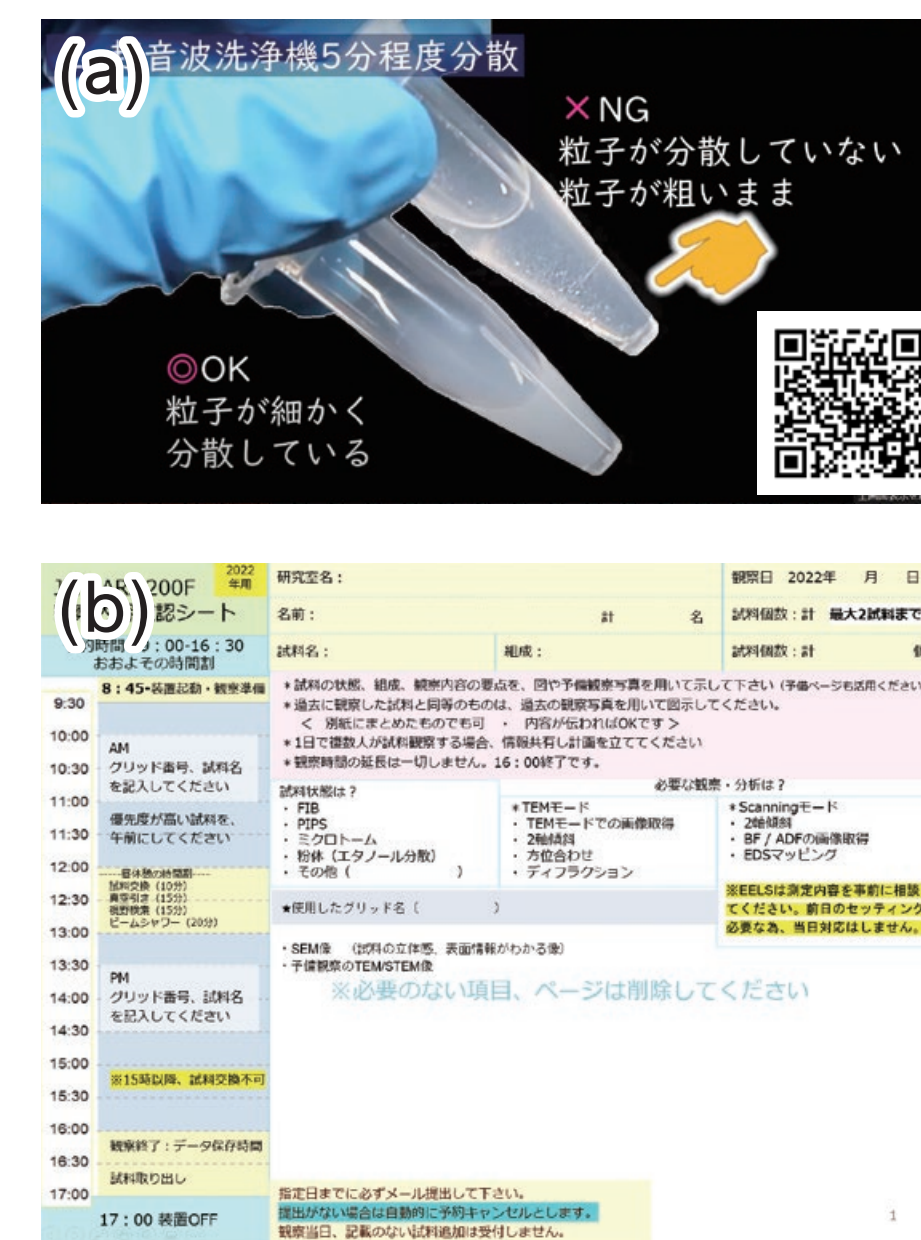 (a)
音波洗浄機5分程度分散
× NG
粒子が分散していない
粒子が粗いまま
◎OK
粒子が細かく
分散している
(b)
200F
2022
年用
認シート
9:00-16:30
おおよその時間割
研究室名:
観察日 2022年 月 日
名前: 計 名
試料個数:計 最大2試料まで
試料名:
組成:
試料個数:計
8:45-装置起動・観察準備
9:30
10:00
10:30
11:00
11:30
12:00
12:30
13:00
13:30
14:00
14:30
15:00
15:30
16:00
16:30
17:00
AM
グリッド番号、試料名
を記入してください
優先度が高い試料を、
午前にしてください
----昼休憩の時間割----
試料交換(10分)
真空引き(15分)
視野検索(15分)
ビームシャワー(20分)
PM
グリッド番号、試料名
を記入してください
※15時以降、試料交換不可
観察終了:データ保存時間
試料取り出し
17:00 装置OFF
*試料の状態、組成、観察内容の要点を、図や予備観察写真を用いて示して下さい(予備ページも活用ください
*過去に観察した試料と同等のものは、過去の観察写真を用いて図示してください。
< 別紙にまとめたものでも可 ・ 内容が伝わればOKです>
*1日で複数人が試料観察する場合、情報共有し計画を立ててください
*観察時間の延長は一切しません。16:00終了です。
試料状態は?
・FIB
・PIPS
・ミクロトーム
・粉体(エタノール分散)
・その他( )
必要な観察・分析は?
*TEMモード
・TEMモードでの画像取得
・2軸傾斜
・方位合わせ
・ディフラクション
*Scanningモード
・2軸傾斜
・BF / ADFの画像取得
・EDSマッピング
※EELSは測定内容を事前に相談
てください。前日のセッティング
必要な為、当日対応はしません。
★使用したグリッド名( )
・SEM像 (試料の立体感、表面情報がわかる像)
・予備観察のTEM/STEM像
※必要のない項目、ページは削除してください
指定日までに必ずメール提出して下さい。
提出がない場合は自動的に予約キャンセルとします。
観察当日、記載のない試料追加は受付しません。
1